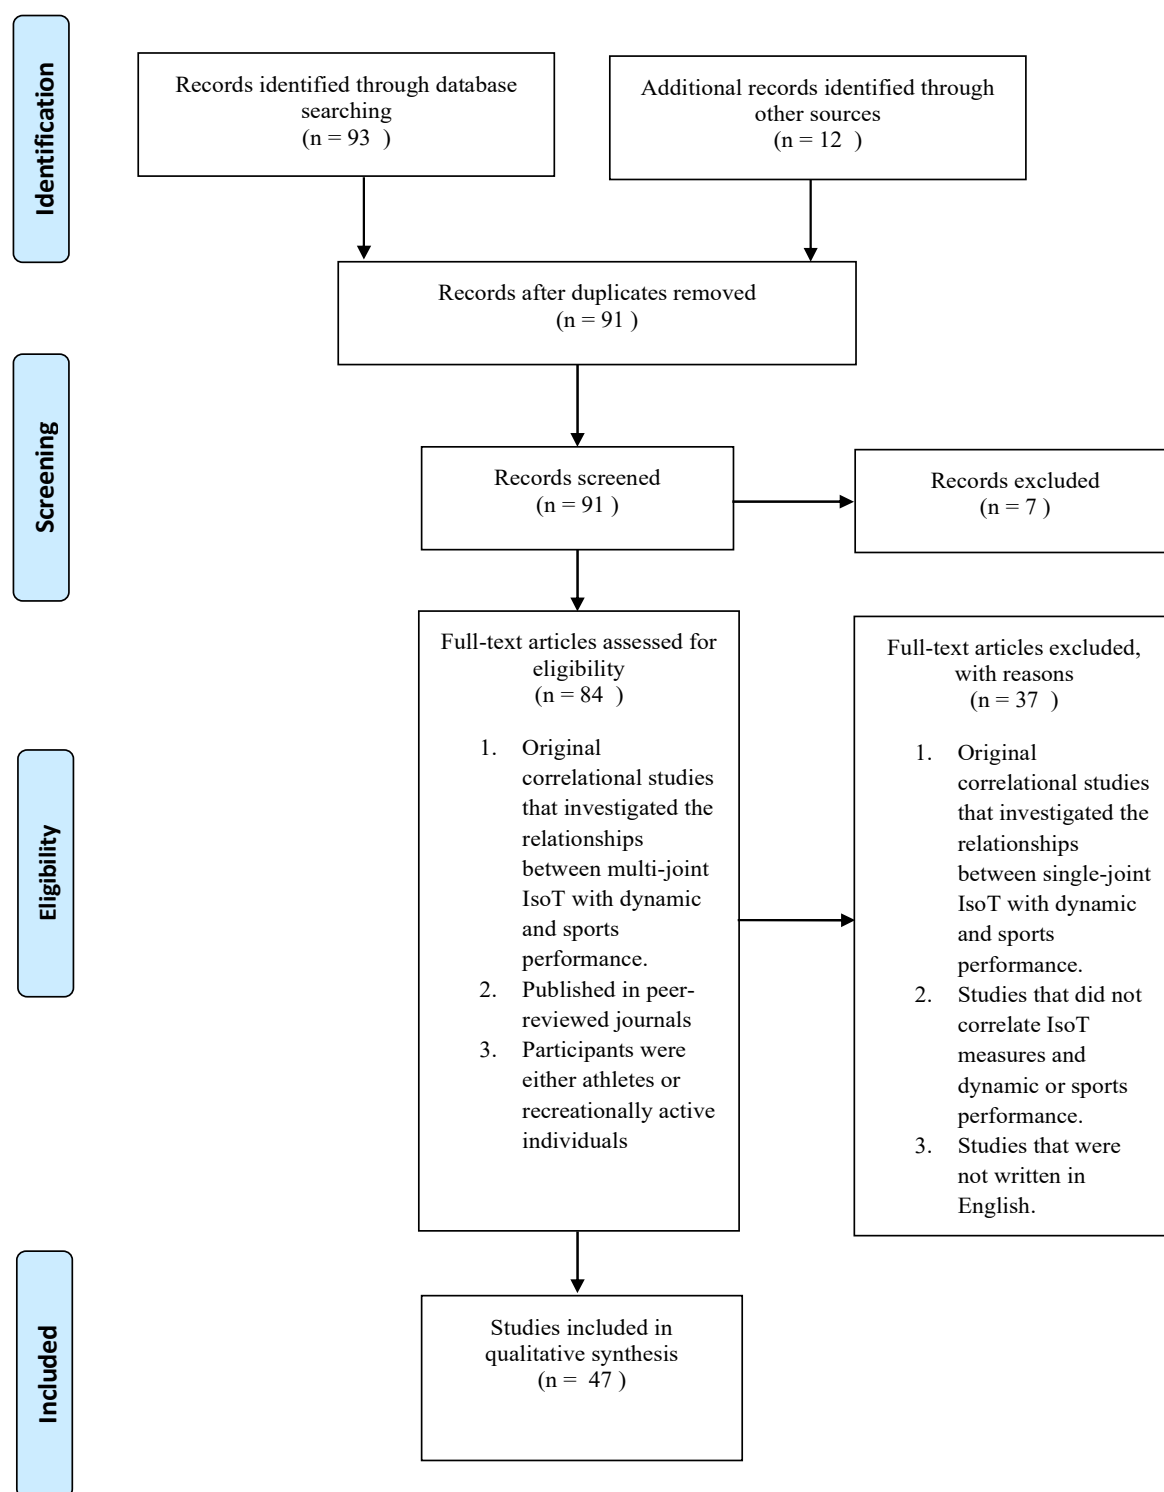 Identification
Records identified through database
searching
(n = 93 )
Additional records identified through
other sources
(n = 12 )
Records after duplicates removed
(n = 91 )
Screening
Records screened
(n = 91 )
Records excluded
(n = 7 )
Eligibility
Full-text articles assessed for
eligibility
(n = 84 )
1. Original
correlational studies
that investigated the
relationships
between multi-joint
IsoT with dynamic
and sports
performance.
2. Published in peer-
reviewed journals
3. Participants were
either athletes or
recreationally active
individuals
Full-text articles excluded,
with reasons
(n = 37 )
1. Original
correlational studies
that investigated the
relationships
between single-joint
IsoT with dynamic
and sports
performance.
2. Studies that did not
correlate IsoT
measures and
dynamic or sports
performance.
3. Studies that were
not written in
English.
Included
Studies included in
qualitative synthesis
(n = 47 )